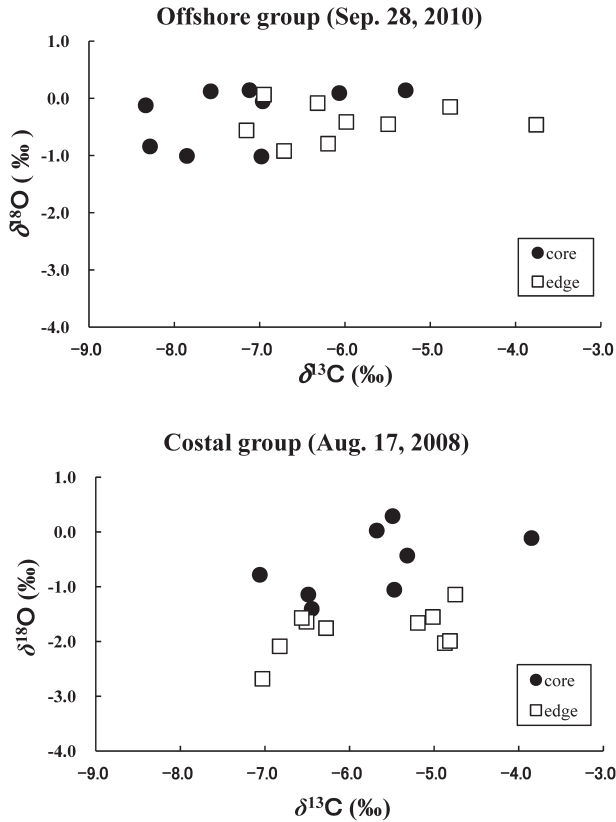 Offshore group (Sep. 28, 2010)
1.0
0.0
-1.0
-2.0
-3.0
-4.0
δ18O ( ‰)
core
edge
−9.0 −8.0 −7.0 −6.0 −5.0 −4.0 −3.0
δ13C (‰)
Costal group (Aug. 17, 2008)
1.0
0.0
-1.0
-2.0
-3.0
-4.0
δ18O (‰)
core
edge
−9.0 −8.0 −7.0 −6.0 −5.0 −4.0 −3.0
δ13C (‰)